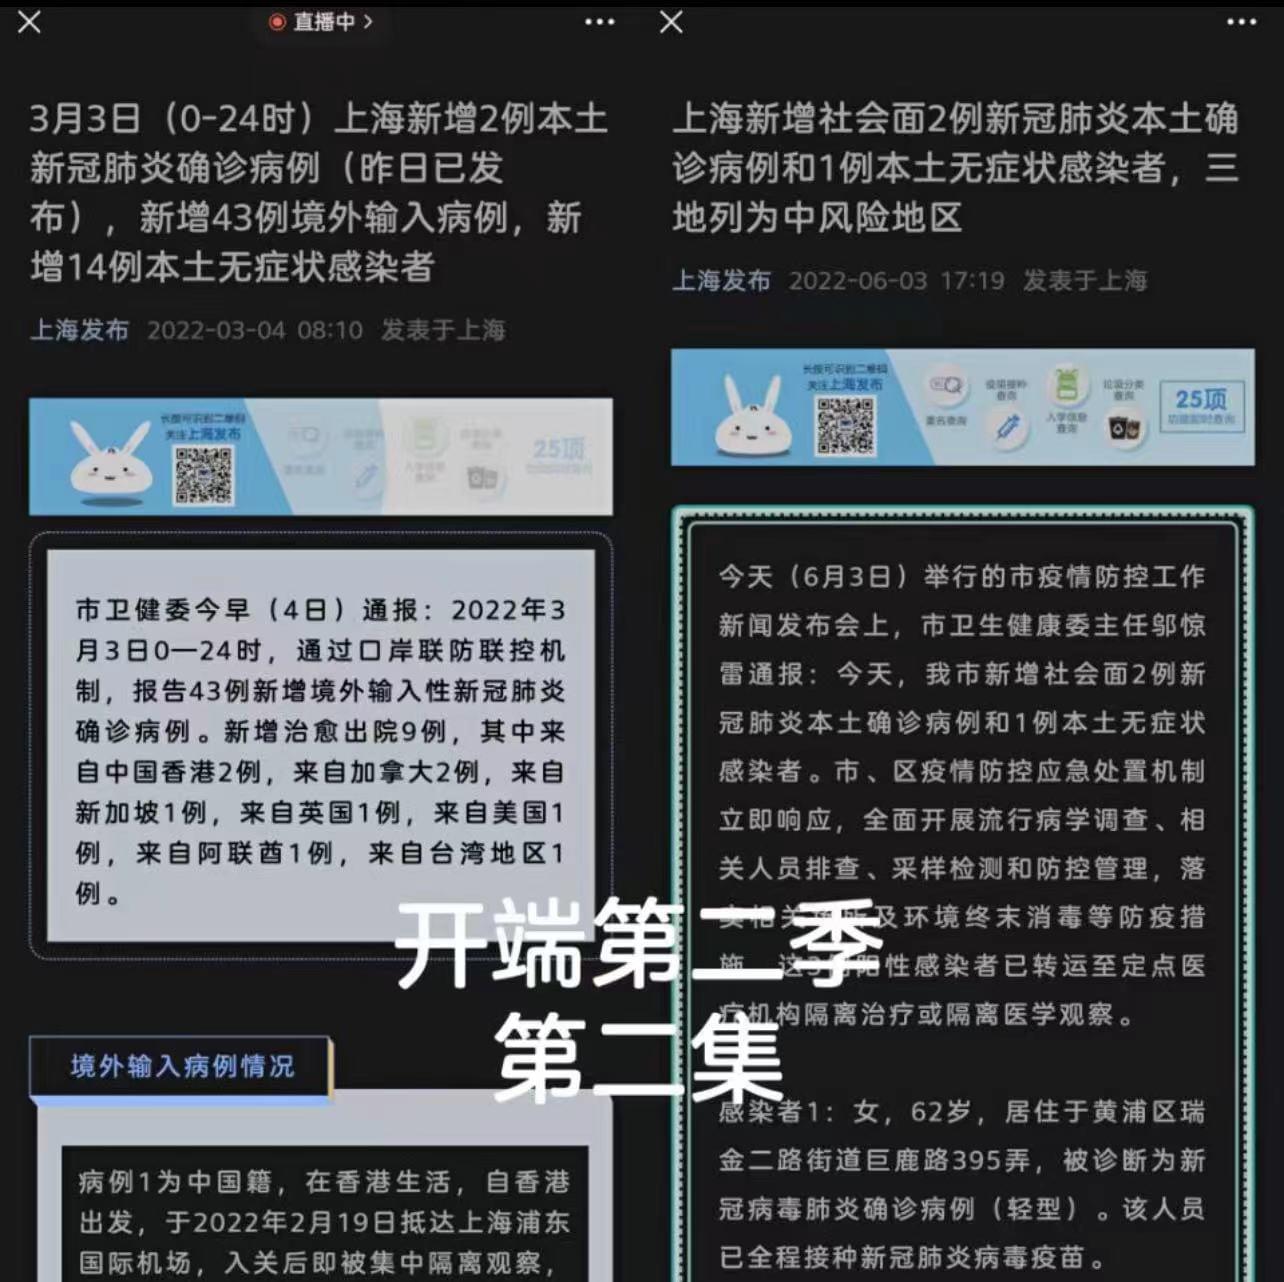 直播中
3月3日（0-24时）上海新增2例本土
新冠肺炎确诊病例（昨日已发
布），新增43例境外输入病例，新
增14例本土无症状感染者
上海发布 2022-03-04 08:10 发表于上海
长按可识别二维码
关注上海发布
25项
市卫健委今早（4日）通报：2022年3
月3日0—24时，通过口岸联防联控机
制，报告43例新增境外输入性新冠肺炎
确诊病例。新增治愈出院9例，其中来
自中国香港2例，来自加拿大2例，来自
新加坡1例，来自英国1例，来自美国1
例，来自阿联酋1例，来自台湾地区1
例。
境外输入病例情况
病例1为中国籍，在香港生活，自香港
出发，于2022年2月19日抵达上海浦东
国际机场，入关后即被集中隔离观察，
上海新增社会面2例新冠肺炎本土确
诊病例和1例本土无症状感染者，三
地列为中风险地区
上海发布 2022-06-03 17:19 发表于上海
长按可识别二维码
关注上海发布
疫苗接种
查询
入学信息
查询
垃圾分类
查询
25项
今天（6月3日）举行的市疫情防控工作
新闻发布会上，市卫生健康委主任邬惊
雷通报：今天，我市新增社会面2例新
冠肺炎本土确诊病例和1例本土无症状
感染者。市、区疫情防控应急处置机制
立即响应，全面开展流行病学调查、相
关人员排查、采样检测和防控管理，落
实相关场所及环境终末消毒等防疫措
施。这3例阳性感染者已转运至定点医
疗机构隔离治疗或隔离医学观察。
感染者1：女，62岁，居住于黄浦区瑞
金二路街道巨鹿路395弄，被诊断为新
冠病毒肺炎确诊病例（轻型）。该人员
已全程接种新冠肺炎病毒疫苗。
开端第二季
第二集